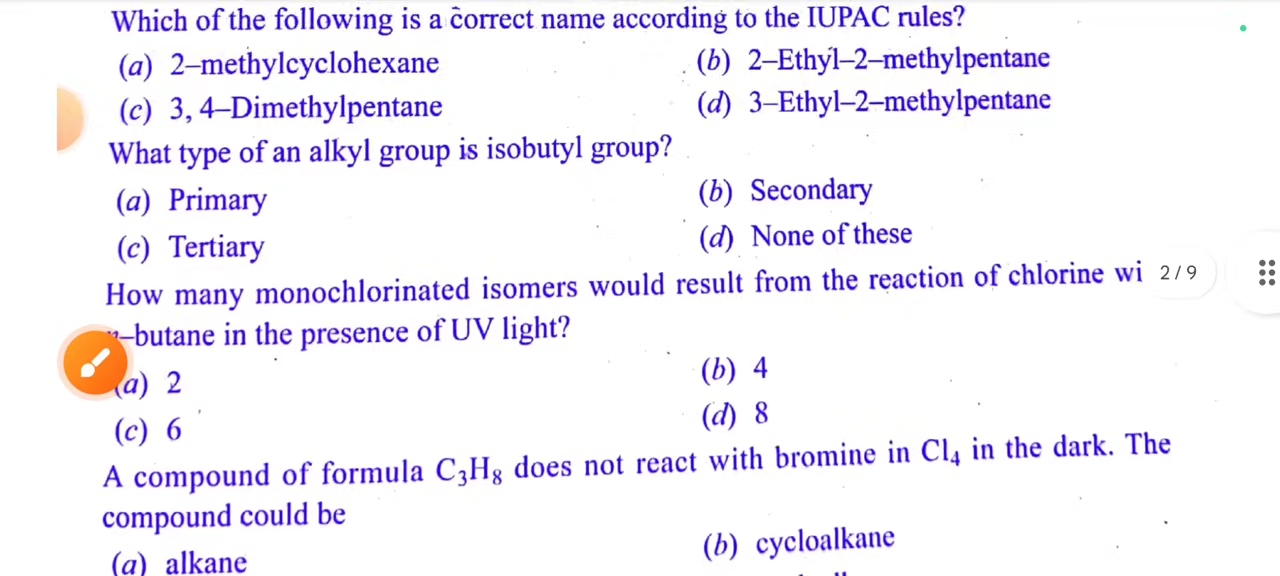 Which of the following is a correct name according to the IUPAC rules?
(a) 2–methylcyclohexane (b) 2–Ethyl–2–methylpentane
(c) 3, 4–Dimethylpentane (d) 3–Ethyl–2–methylpentane
What type of an alkyl group is isobutyl group?
(a) Primary (b) Secondary
(c) Tertiary (d) None of these
How many monochlorinated isomers would result from the reaction of chlorine wi 2 / 9
–butane in the presence of UV light?
(a) 2 (b) 4
(c) 6 (d) 8
A compound of formula C₃H₈ does not react with bromine in Cl₄ in the dark. The
compound could be
(a) alkane (b) cycloalkane